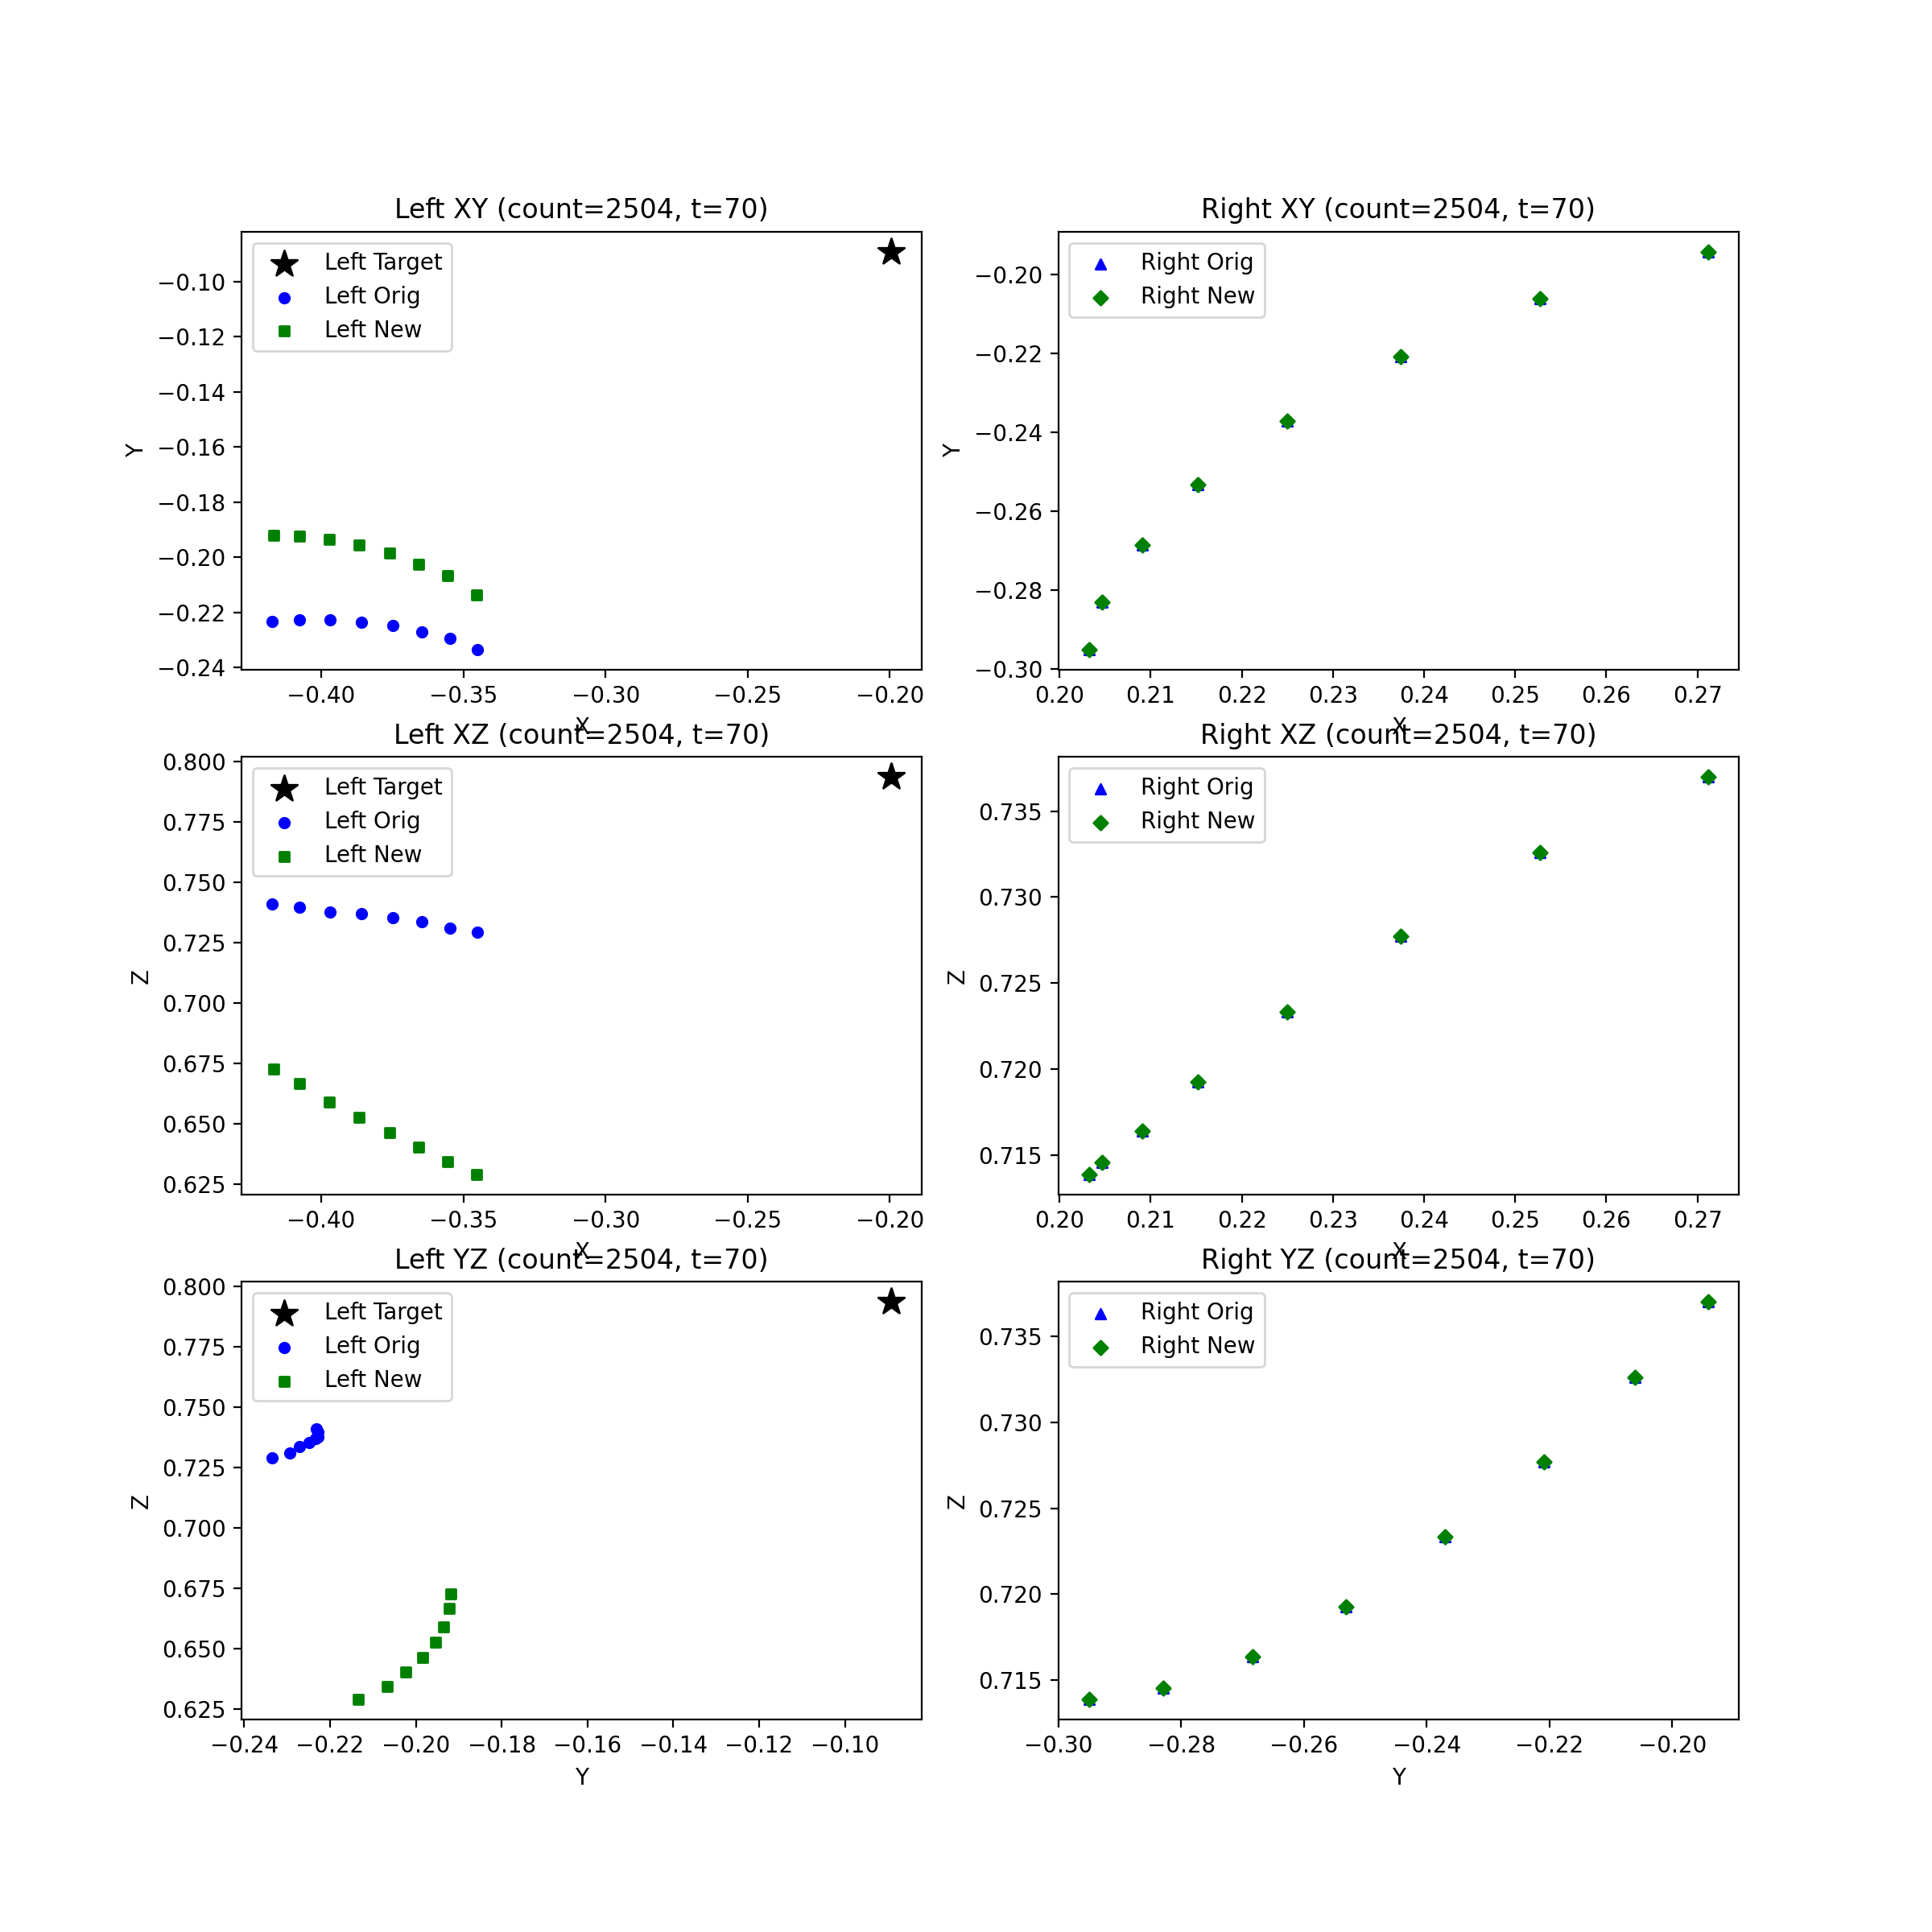 Left XY (count=2504, t=70)
Left Target
Left Orig
Left New
−0.10
−0.12
−0.14
−0.16
−0.18
−0.20
−0.22
−0.24
Y
−0.40 −0.35 −0.30 −0.25 −0.20
X
Right XY (count=2504, t=70)
Right Orig
Right New
−0.20
−0.22
−0.24
−0.26
−0.28
−0.30
Y
0.20 0.21 0.22 0.23 0.24 0.25 0.26 0.27
X
Left XZ (count=2504, t=70)
Left Target
Left Orig
Left New
0.800
0.775
0.750
0.725
0.700
0.675
0.650
0.625
Z
−0.40 −0.35 −0.30 −0.25 −0.20
X
Right XZ (count=2504, t=70)
Right Orig
Right New
0.735
0.730
0.725
0.720
0.715
Z
0.20 0.21 0.22 0.23 0.24 0.25 0.26 0.27
X
Left YZ (count=2504, t=70)
Left Target
Left Orig
Left New
0.800
0.775
0.750
0.725
0.700
0.675
0.650
0.625
Z
−0.24 −0.22 −0.20 −0.18 −0.16 −0.14 −0.12 −0.10
Y
Right YZ (count=2504, t=70)
Right Orig
Right New
0.735
0.730
0.725
0.720
0.715
Z
−0.30 −0.28 −0.26 −0.24 −0.22 −0.20
Y